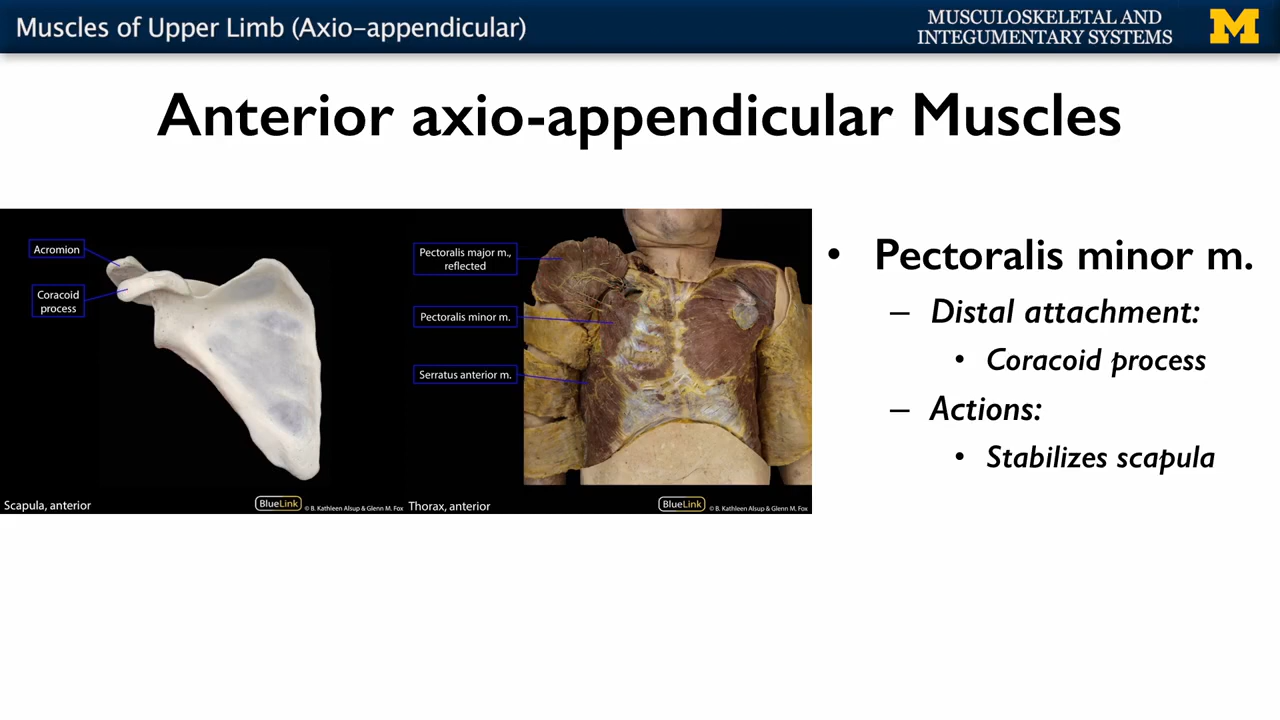 Muscles of Upper Limb (Axio-appendicular)
MUSCULOSKELETAL AND
INTEGUMENTARY SYSTEMS
M
Anterior axio-appendicular Muscles
Acromion
Coracoid
process
Scapula, anterior
BlueLink
© B. Kathleen Alsup & Glenn M. Fox
Pectoralis major m.,
reflected
Pectoralis minor m.
Serratus anterior m.
Thorax, anterior
BlueLink
© B. Kathleen Alsup & Glenn M. Fox
• Pectoralis minor m.
– Distal attachment:
• Coracoid process
– Actions:
• Stabilizes scapula